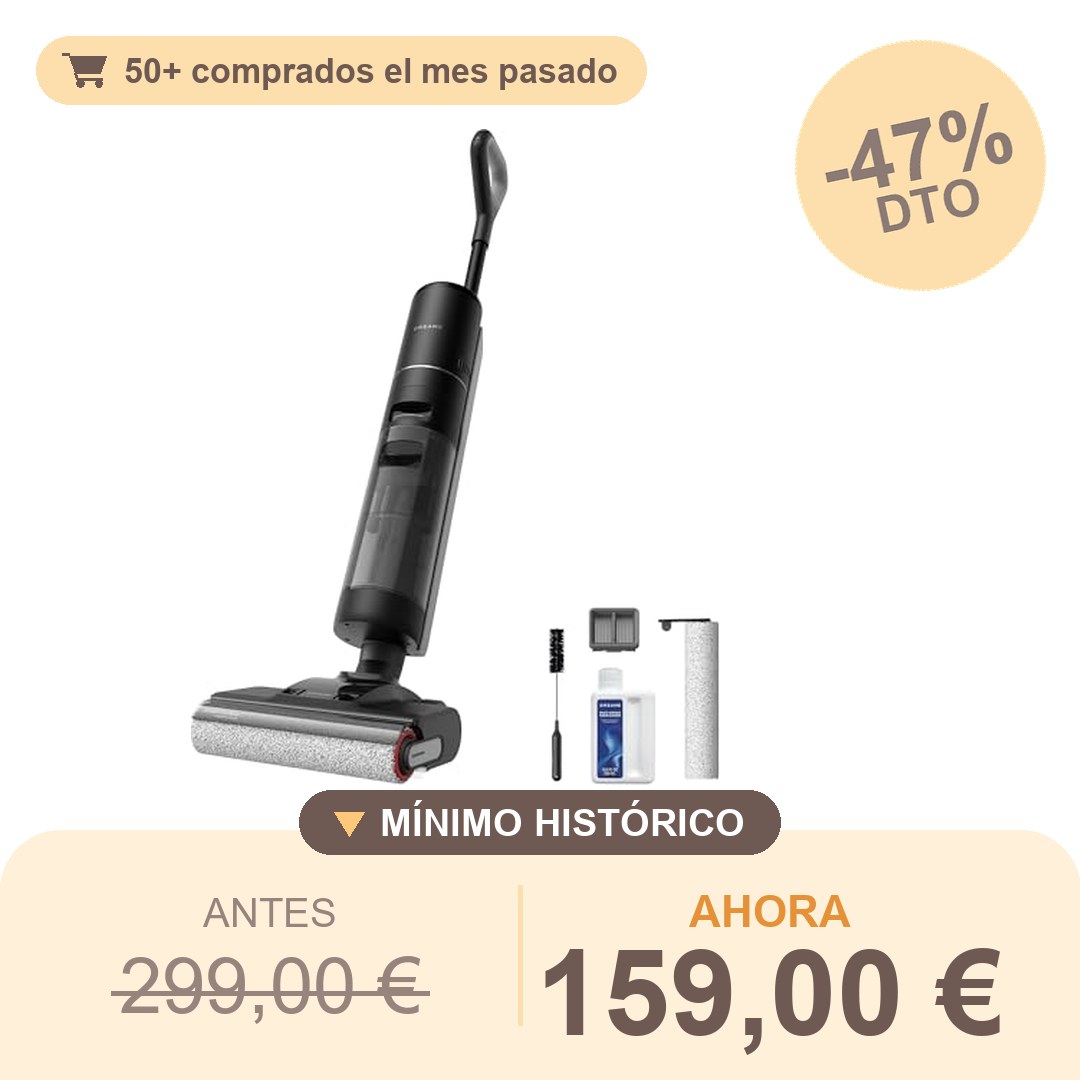 50+ comprados el mes pasado
-47%
DTO
MÍNIMO HISTÓRICO
ANTES
299,00 €
AHORA
159,00 €